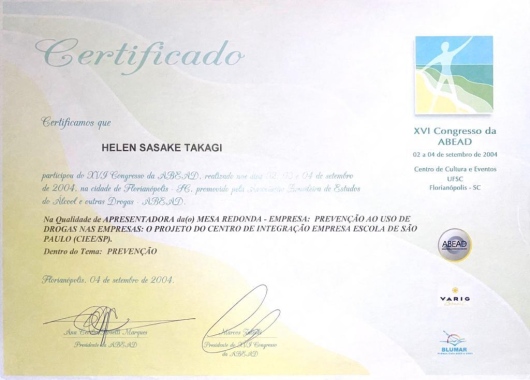 Certificado
Certificamos que
HELEN SASAKE TAKAGI
participou do XVI Congresso da ABEAD, realizado nos dias 02, 03 e 04 de setembro
de 2004, na cidade de Florianópolis - SC, promovido pela Associação Brasileira de Estudos
do Álcool e outras Drogas - ABEAD.
Na Qualidade de APRESENTADORA da(o) MESA REDONDA - EMPRESA: PREVENÇÃO AO USO DE
DROGAS NAS EMPRESAS: O PROJETO DO CENTRO DE INTEGRAÇÃO EMPRESA ESCOLA DE SÃO
PAULO (CIEE/SP).
Dentro do Tema: PREVENÇÃO
Florianópolis, 04 de setembro de 2004.
Ana Marques
Presidente da ABEAD
Marcos
Presidente do XVI Congresso
da ABEAD
XVI Congresso da
ABEAD
02 a 04 de setembro de 2004
Centro de Cultura e Eventos
UFSC
Florianópolis - SC
ABEAD
VARIG
BLUMAR